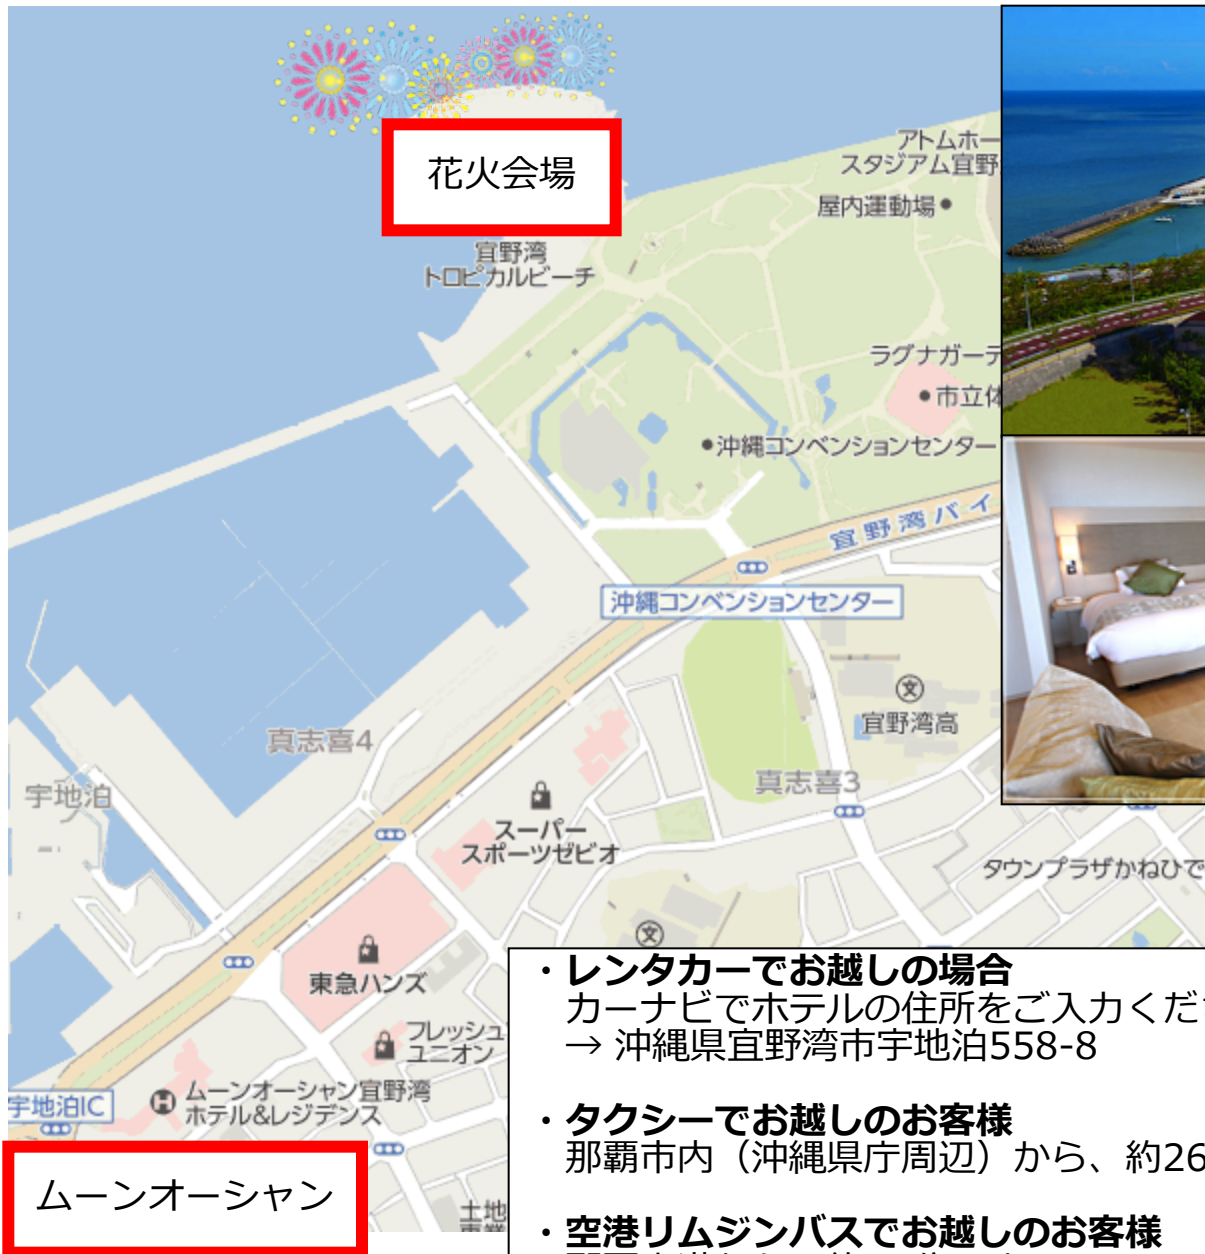 花火会場
アトムホー
スタジアム宜野
屋内運動場
宜野湾
トロピカルビーチ
ラグナガーデ
市立体
沖縄コンベンションセンター
宜野湾バイ
沖縄コンベンションセンター
文
宜野湾高
真志喜4
真志喜3
宇地泊
スーパー
スポーツゼビオ
タウンプラザかねひで
文
東急ハンズ
フレッシュ
ユニオン
ムーンオーシャン宜野湾
ホテル&レジデンス
H
宇地泊IC
ムーンオーシャン
土地
・レンタカーでお越しの場合
カーナビでホテルの住所をご入力くだ
→ 沖縄県宜野湾市宇地泊558-8
・タクシーでお越しのお客様
那覇市内（沖縄県庁周辺）から、約26
・空港リムジンバスでお越しのお客様